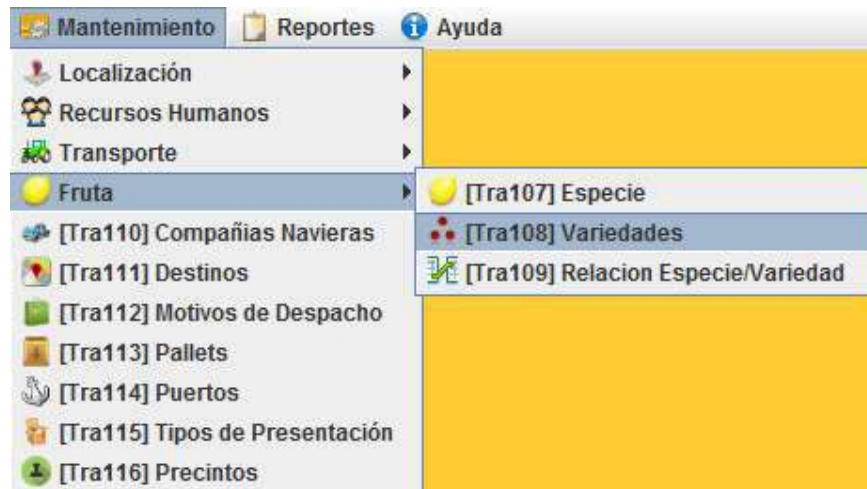 Mantenimiento Reportes Ayuda
Localización
Recursos Humanos
Transporte
Fruta
[Tra107] Especie
[Tra108] Variedades
[Tra109] Relacion Especie/Variedad
[Tra110] Compañias Navieras
[Tra111] Destinos
[Tra112] Motivos de Despacho
[Tra113] Pallets
[Tra114] Puertos
[Tra115] Tipos de Presentación
[Tra116] Precintos